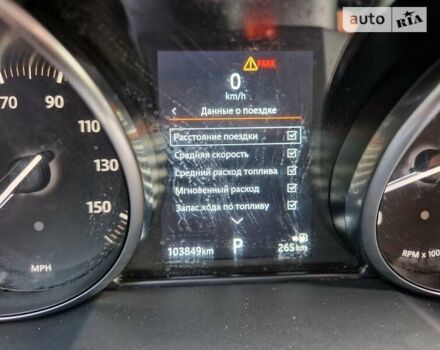 auto RIA
PARK
0
km/h
Данные о поездке
Расстояние поездки
Средняя скорость
Средний расход топлива
Мгновенный расход
Запас хода по топливу
103849km
P
265km
70
90
110
130
150
MPH
RPM x 100